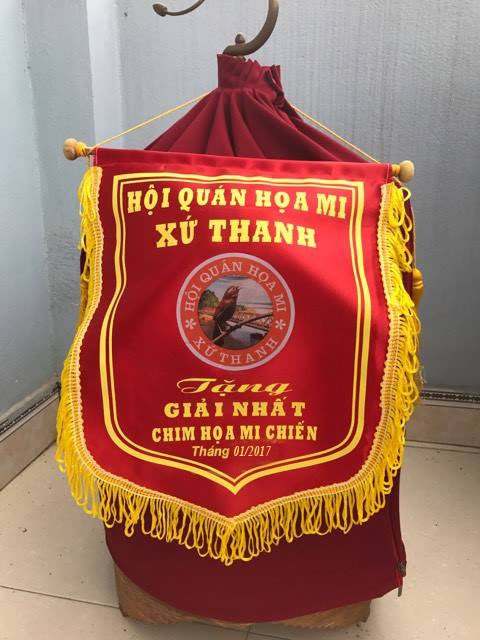 HỘI QUÁN HỌA MI
XỨ THANH
HỘI QUÁN HỌA MI
XỨ THANH
Tặng
GIẢI NHẤT
CHIM HỌA MI CHIẾN
Tháng 01/2017